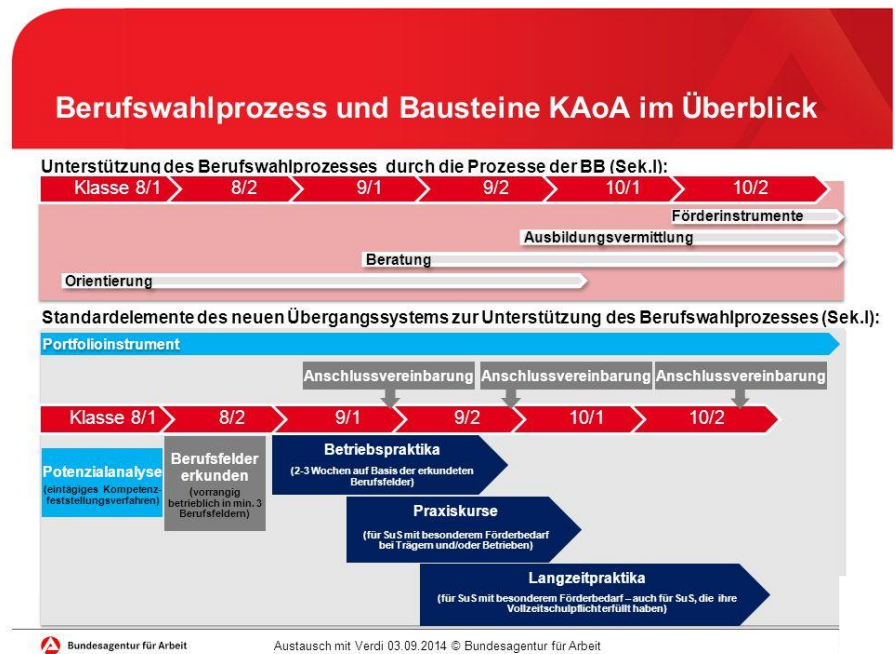 Berufswahlprozess und Bausteine KAoA im Überblick
Unterstützung des Berufswahlprozesses durch die Prozesse der BB (Sek.I):
Klasse 8/1 8/2 9/1 9/2 10/1 10/2
Förderinstrumente
Ausbildungsvermittlung
Beratung
Orientierung
Standardelemente des neuen Übergangssystems zur Unterstützung des Berufswahlprozesses (Sek.I):
Portfolioinstrument
Anschlussvereinbarung Anschlussvereinbarung Anschlussvereinbarung
Klasse 8/1 8/2 9/1 9/2 10/1 10/2
Potenzialanalyse
(eintägiges Kompetenz-
feststellungsverfahren)
Berufsfelder
erkunden
(vorrangig
betrieblich in min. 3
Berufsfeldern)
Betriebspraktika
(2-3 Wochen auf Basis der erkundeten
Berufsfelder)
Praxiskurse
(für SuS mit besonderem Förderbedarf
bei Trägern und/oder Betrieben)
Langzeitpraktika
(für SuS mit besonderem Förderbedarf – auch für SuS, die ihre
Vollzeitschulpflicht erfüllt haben)
Bundesagentur für Arbeit
Austausch mit Verdi 03.09.2014 © Bundesagentur für Arbeit